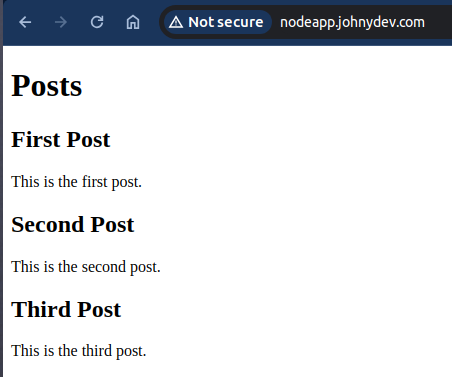 Not secure nodeapp.johnydev.com
Posts
First Post
This is the first post.
Second Post
This is the second post.
Third Post
This is the third post.